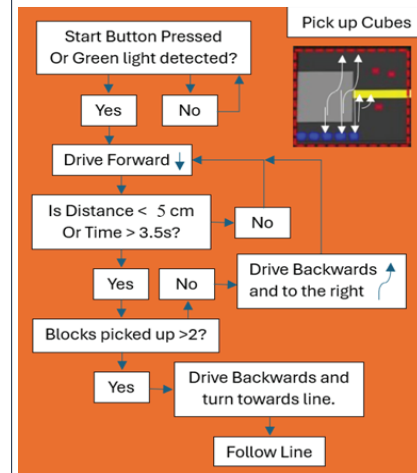 Pick up Cubes
Start Button Pressed
Or Green light detected?
Yes
No
Drive Forward
Is Distance < 5 cm
Or Time > 3.5s?
No
Yes
No
Drive Backwards
and to the right
Blocks picked up >2?
Yes
Drive Backwards and
turn towards line.
Follow Line